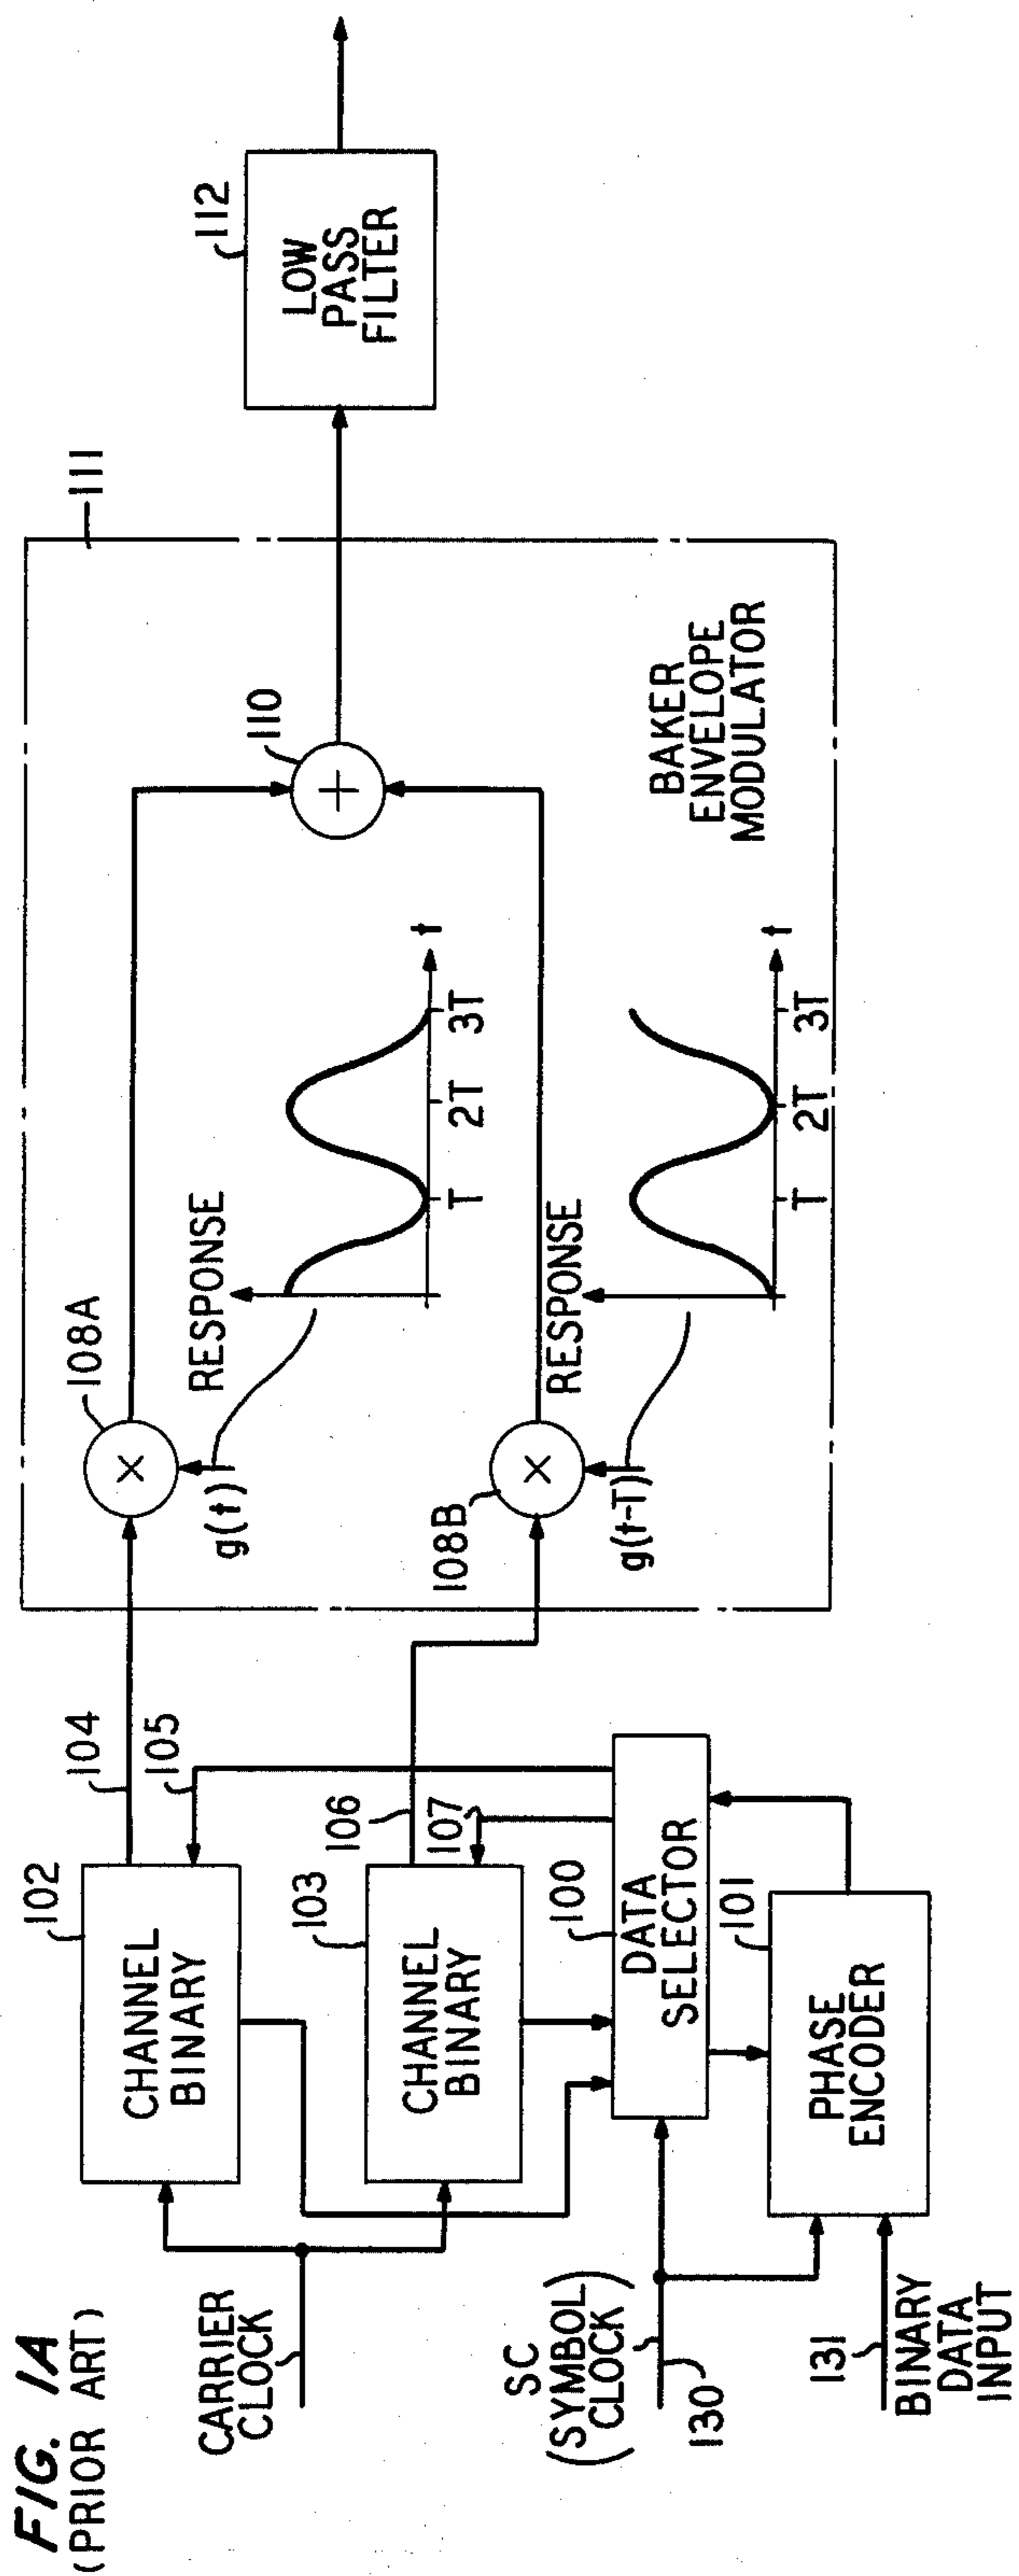 FIG. 1A
(PRIOR ART)
CARRIER
CLOCK
SC
(SYMBOL
CLOCK)
130
131
BINARY
DATA
INPUT
102
CHANNEL
BINARY
103
CHANNEL
BINARY
100
DATA
SELECTOR
101
PHASE
ENCODER
104
105
106
107
108A
×
g(t)
RESPONSE
T
2T
3T
t
108B
×
g(t-T)
RESPONSE
T
2T
3T
t
110
+
BAKER
ENVELOPE
MODULATOR
111
112
LOW
PASS
FILTER